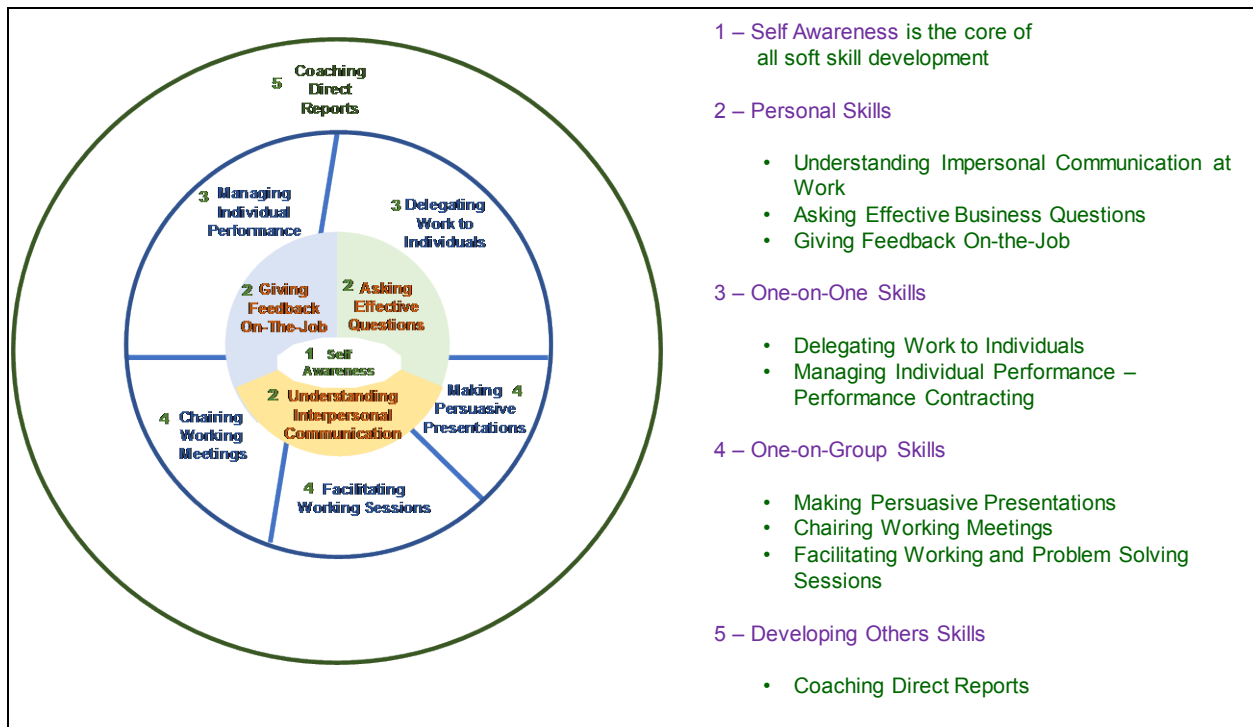 5 Coaching
Direct
Reports
3 Managing
Individual
Performance
3 Delegating
Work to
Individuals
2 Giving
Feedback
On-The-Job
2 Asking
Effective
Questions
1 Self
Awareness
2 Understanding
Interpersonal
Communication
Making 4
Persuasive
Presentations
4 Chairing
Working
Meetings
4 Facilitating
Working Sessions
1 – Self Awareness is the core of
all soft skill development
2 – Personal Skills
• Understanding Impersonal Communication at
Work
• Asking Effective Business Questions
• Giving Feedback On-the-Job
3 – One-on-One Skills
• Delegating Work to Individuals
• Managing Individual Performance –
Performance Contracting
4 – One-on-Group Skills
• Making Persuasive Presentations
• Chairing Working Meetings
• Facilitating Working and Problem Solving
Sessions
5 – Developing Others Skills
• Coaching Direct Reports